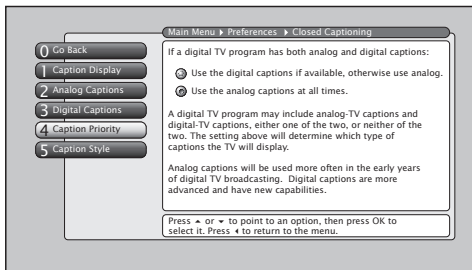 Main Menu ▸ Preferences ▸ Closed Captioning
0 Go Back
1 Caption Display
2 Analog Captions
3 Digital Captions
4 Caption Priority
5 Caption Style
If a digital TV program has both analog and digital captions:
Use the digital captions if available, otherwise use analog.
Use the analog captions at all times.
A digital TV program may include analog-TV captions and
digital-TV captions, either one of the two, or neither of the
two. The setting above will determine which type of
captions the TV will display.
Analog captions will be used more often in the early years
of digital TV broadcasting. Digital captions are more
advanced and have new capabilities.
Press ▴ or ▾ to point to an option, then press OK to
select it. Press ◂ to return to the menu.